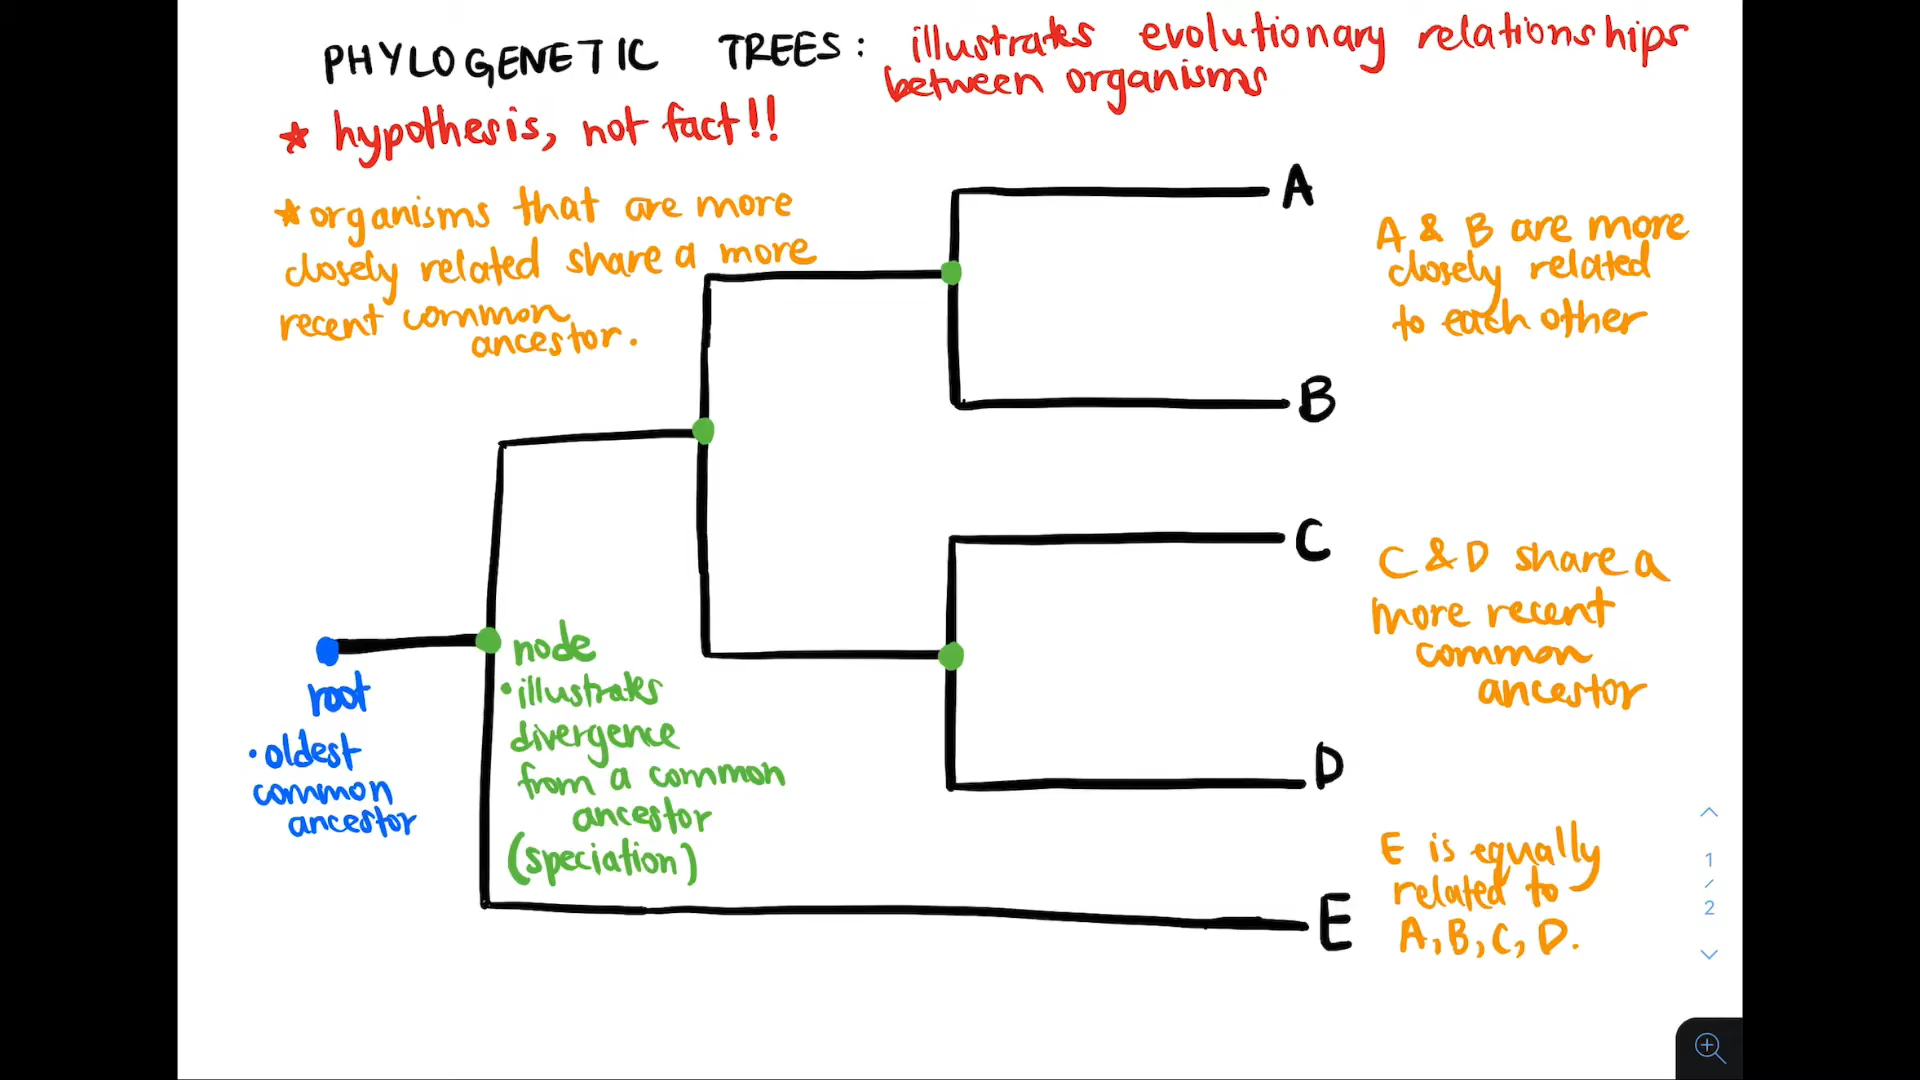 PHYLOGENETIC TREES: illustrates evolutionary relationships
between organisms
* hypothesis, not fact!!
* organisms that are more
closely related share a more
recent common
ancestor.
A
A & B are more
closely related
to each other
B
C
C & D share a
more recent
common
ancestor
D
node
• illustrates
divergence
from a common
ancestor
(speciation)
root
• oldest
common
ancestor
E
E is equally
related to
A, B, C, D.
1
/
2